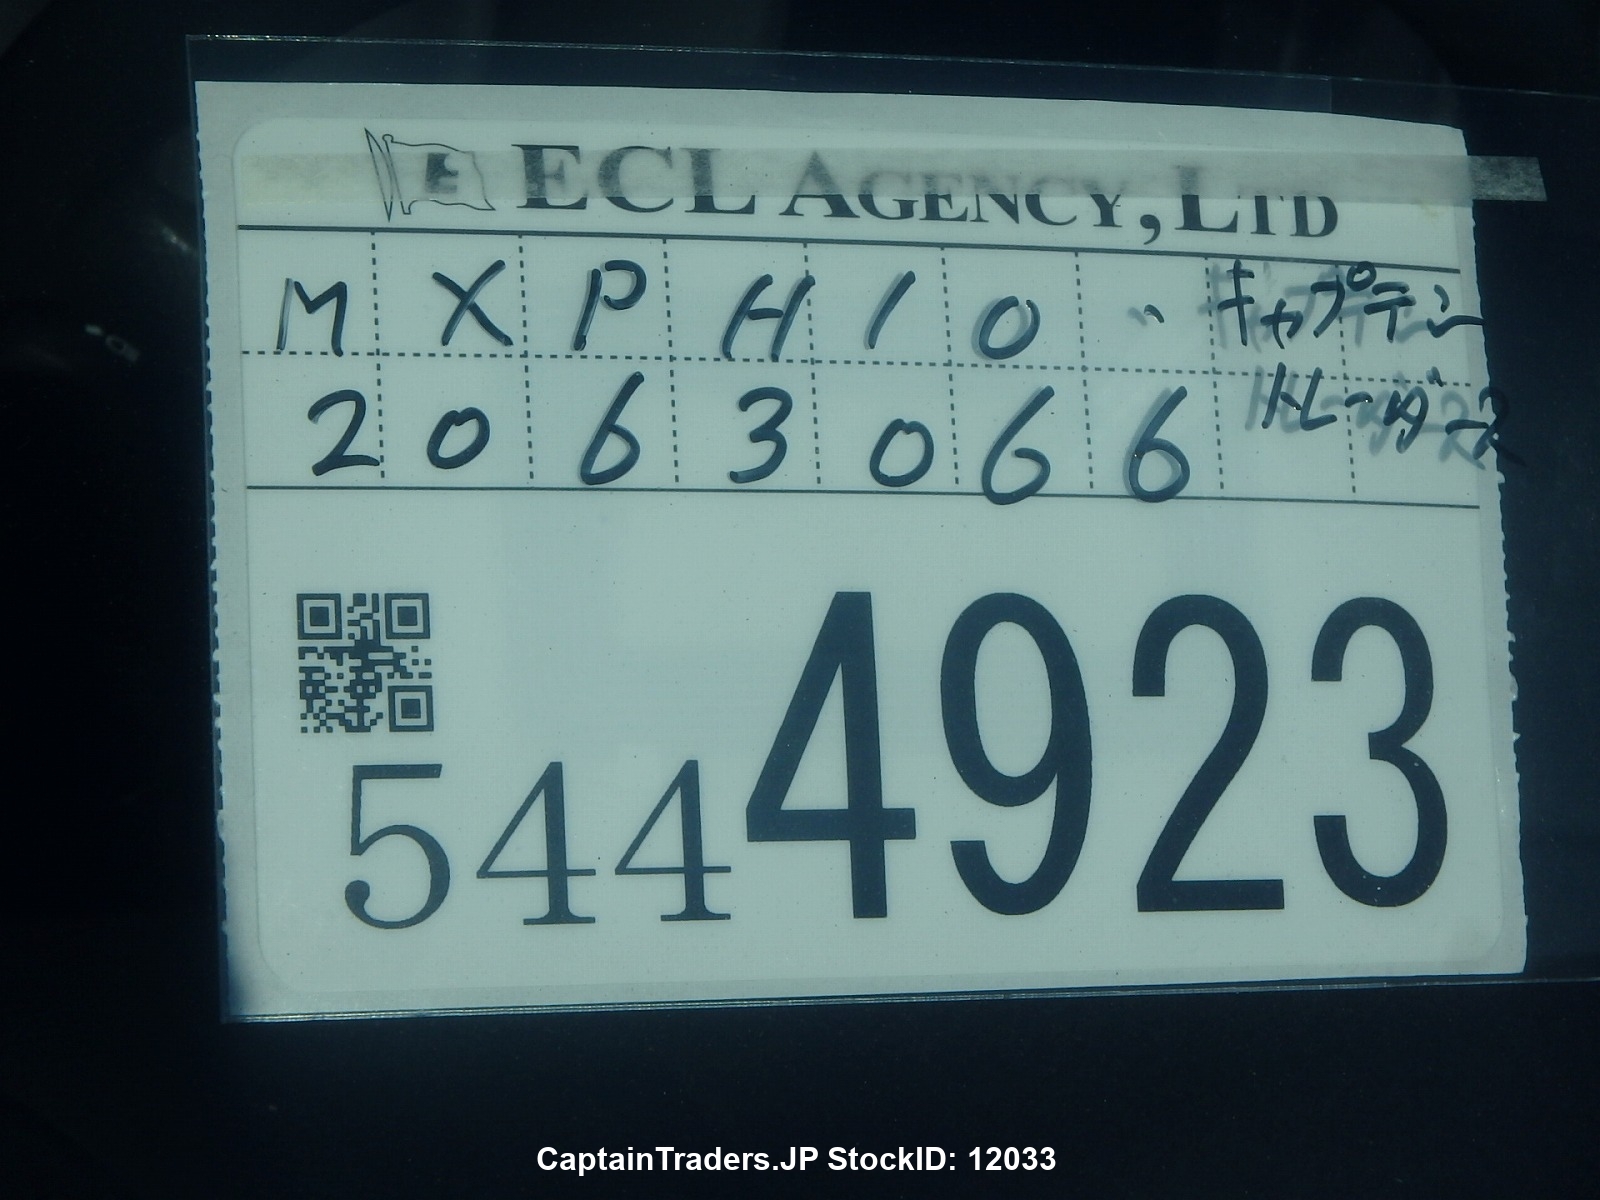 E ECL AGENCY, LTD
MXPH10 - キャプテン
2063066 トレーダース
5444923
CaptainTraders.JP StockID: 12033